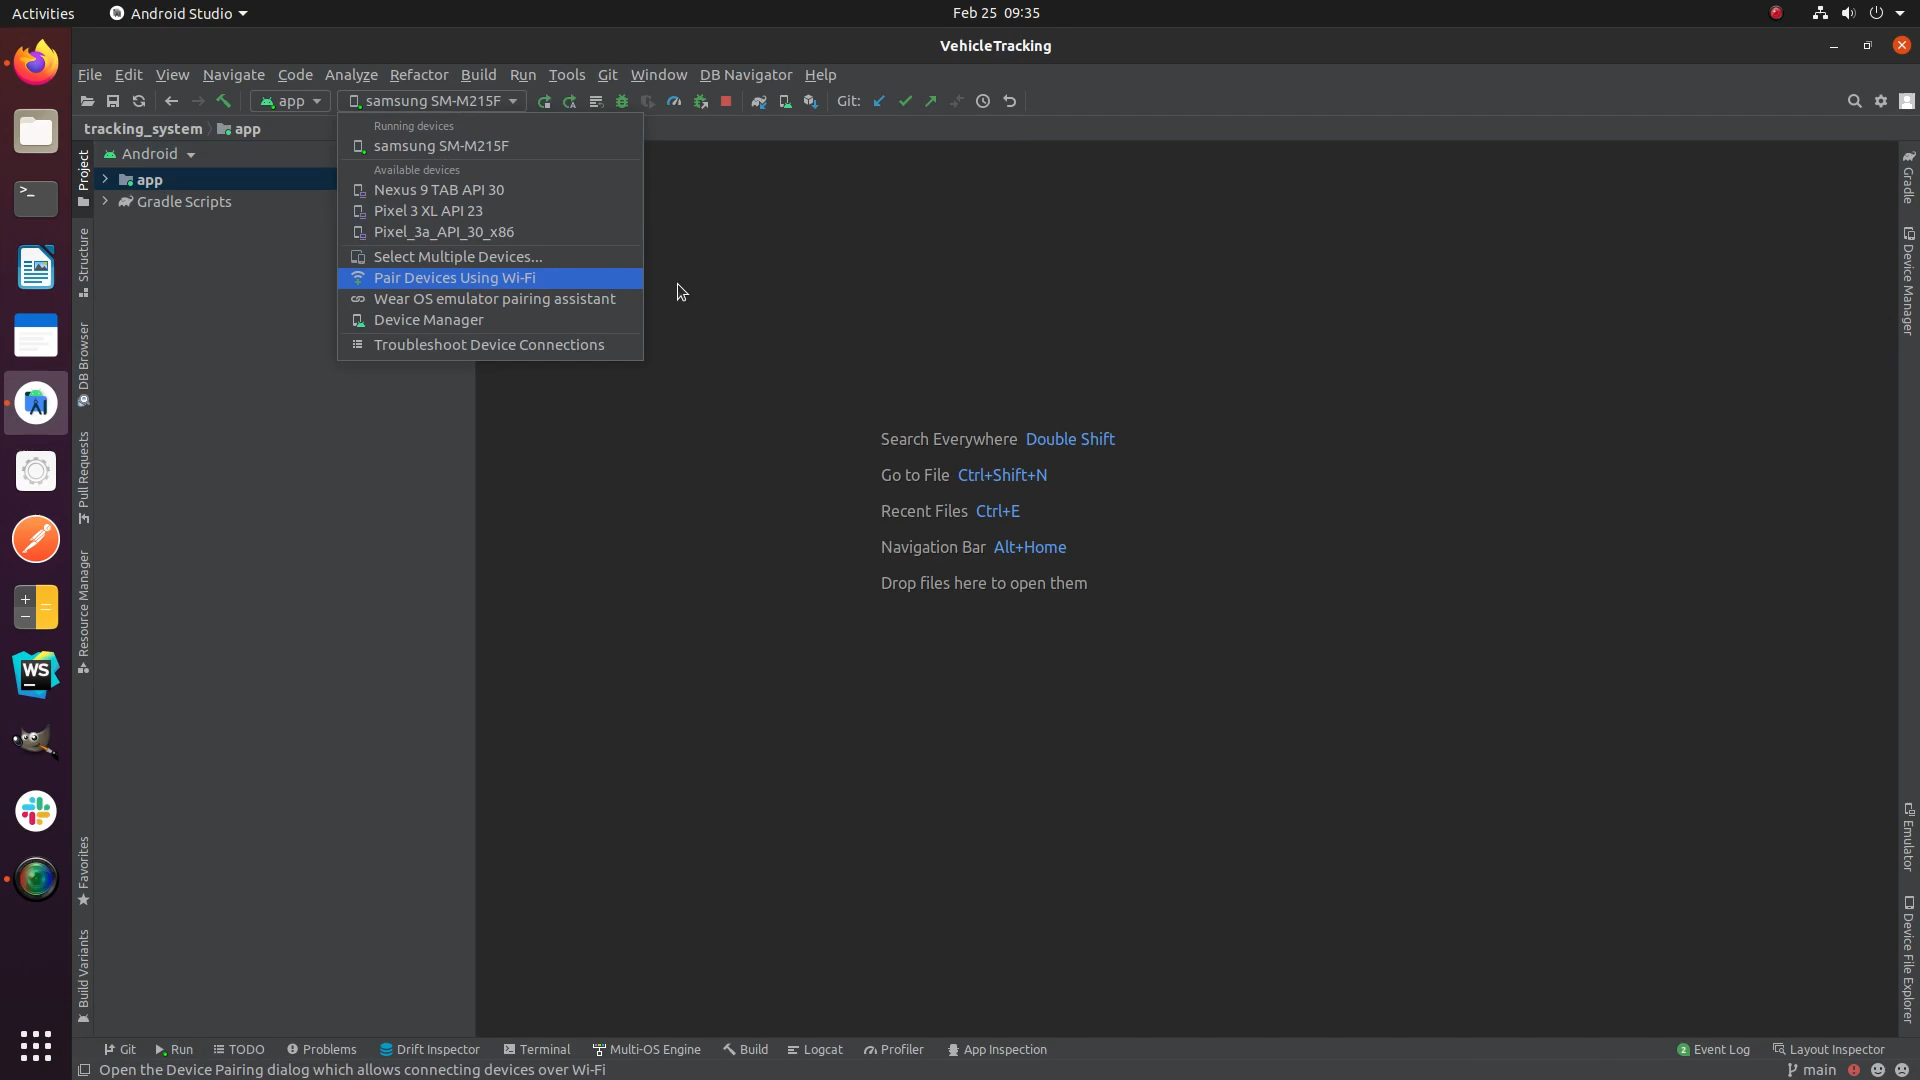 Activities
Android Studio
Feb 25 09:35
VehicleTracking
File Edit View Navigate Code Analyze Refactor Build Run Tools Git Window DB Navigator Help
app
samsung SM-M215F
Git:
tracking_system
app
Android
app
Gradle Scripts
Running devices
samsung SM-M215F
Available devices
Nexus 9 TAB API 30
Pixel 3 XL API 23
Pixel_3a_API_30_x86
Select Multiple Devices...
Pair Devices Using Wi-Fi
Wear OS emulator pairing assistant
Device Manager
Troubleshoot Device Connections
Search Everywhere Double Shift
Go to File Ctrl+Shift+N
Recent Files Ctrl+E
Navigation Bar Alt+Home
Drop files here to open them
Project
Structure
DB Browser
Pull Requests
Resource Manager
Favorites
Build Variants
Gradle
Device Manager
Emulator
Device File Explorer
WS
Git Run TODO Problems Drift Inspector Terminal Multi-OS Engine Build Logcat Profiler App Inspection
2 Event Log Layout Inspector
Open the Device Pairing dialog which allows connecting devices over Wi-Fi
main